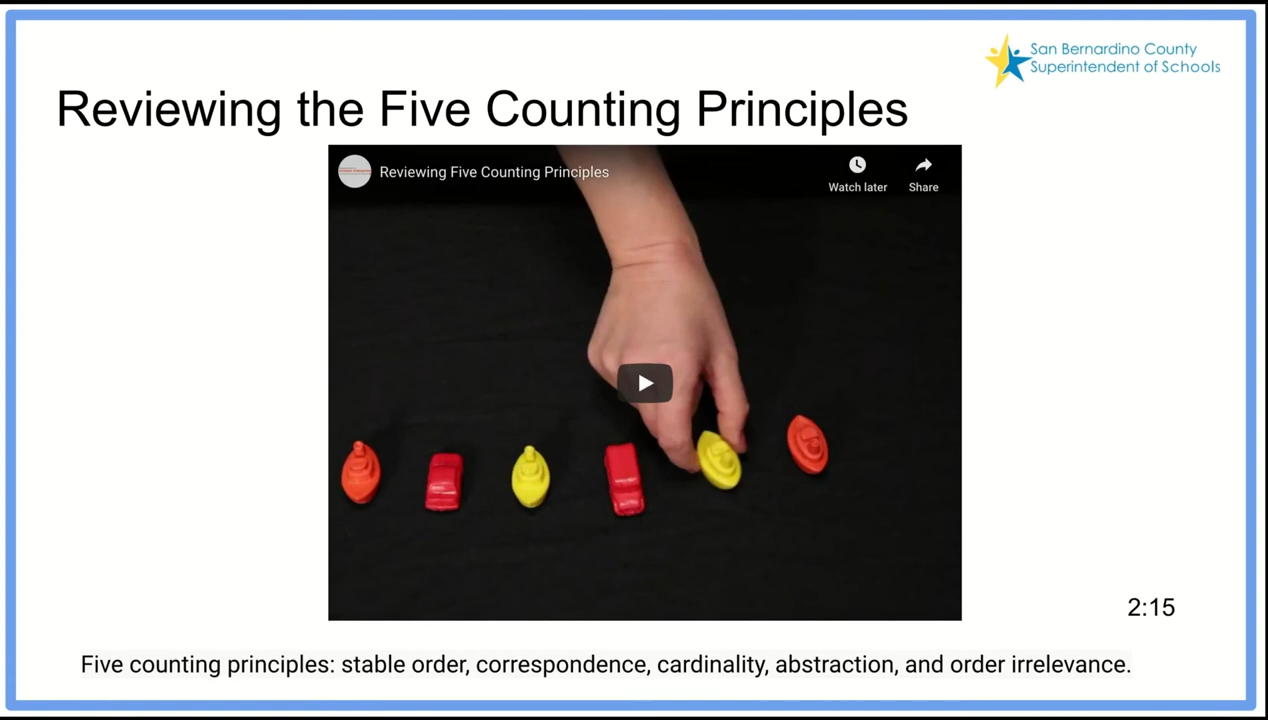 San Bernardino County
Superintendent of Schools
Reviewing the Five Counting Principles
Reviewing Five Counting Principles
Watch later
Share
2:15
Five counting principles: stable order, correspondence, cardinality, abstraction, and order irrelevance.